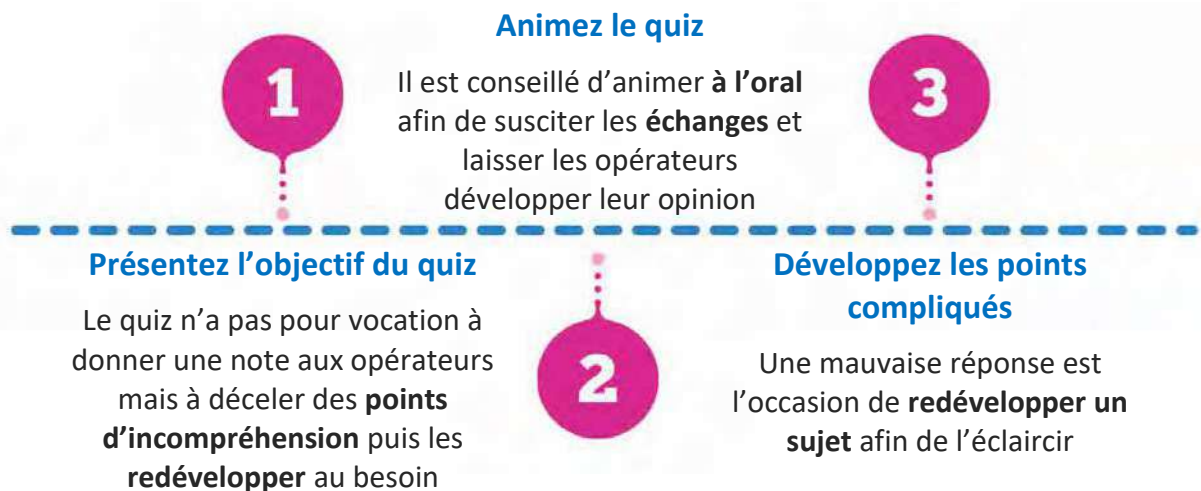 1
Présentez l’objectif du quiz
Le quiz n’a pas pour vocation à
donner une note aux opérateurs
mais à déceler des points
d’incompréhension puis les
redévelopper au besoin
2
Animez le quiz
Il est conseillé d’animer à l’oral
afin de susciter les échanges et
laisser les opérateurs
développer leur opinion
3
Développez les points
compliqués
Une mauvaise réponse est
l’occasion de redévelopper un
sujet afin de l’éclaircir